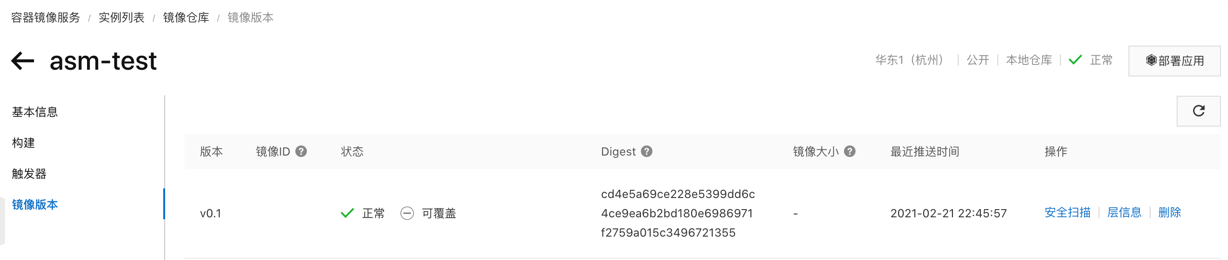 容器镜像服务 / 实例列表 / 镜像仓库 / 镜像版本
asm-test
华东1（杭州） | 公开 | 本地仓库 | 正常 部署应用
基本信息
构建
触发器
镜像版本
版本 镜像ID 状态 Digest 镜像大小 最近推送时间 操作
v0.1 正常 可覆盖 cd4e5a69ce228e5399dd6c
4ce9ea6b2bd180e6986971
f2759a015c3496721355 - 2021-02-21 22:45:57 安全扫描 | 层信息 | 删除